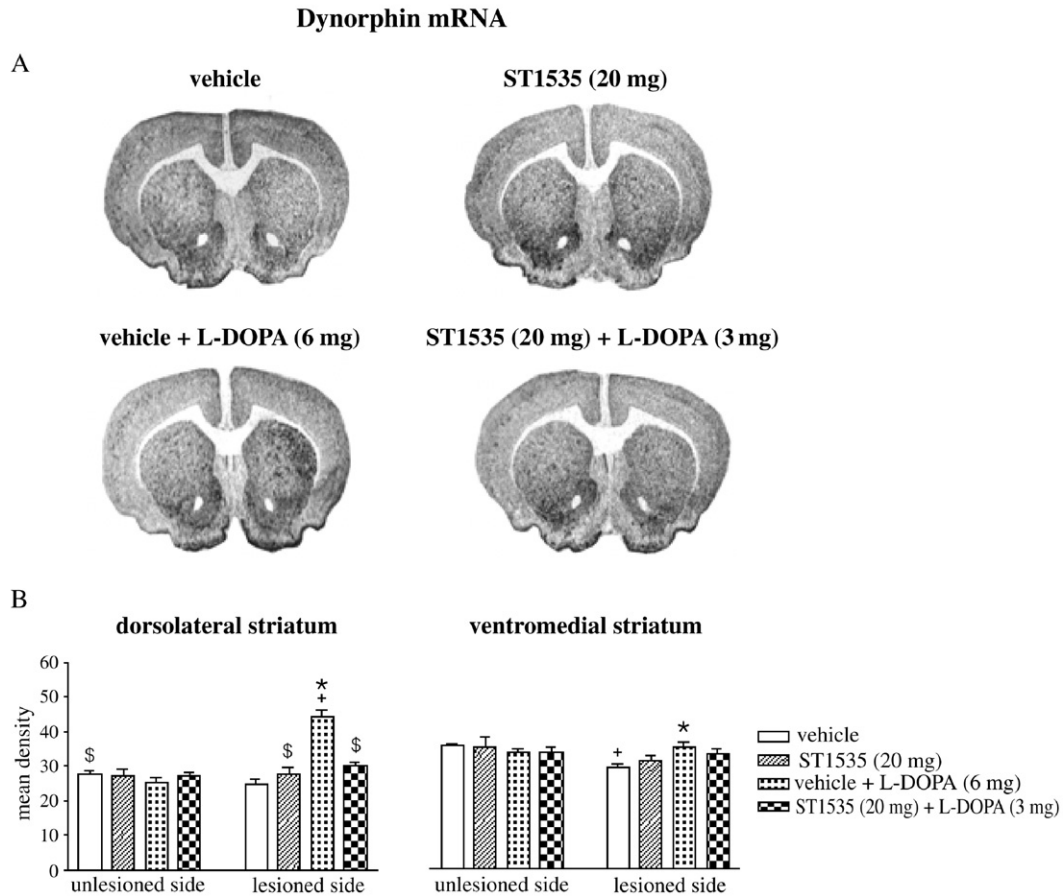 Dynorphin mRNA
A
vehicle
ST1535 (20 mg)
vehicle + L-DOPA (6 mg)
ST1535 (20 mg) + L-DOPA (3 mg)
B
dorsolateral striatum
ventromedial striatum
mean density
60
50
40
30
20
10
0
$
$
*
+
$
+
*
unlesioned side
lesioned side
unlesioned side
lesioned side
vehicle
ST1535 (20 mg)
vehicle + L-DOPA (6 mg)
ST1535 (20 mg) + L-DOPA (3 mg)